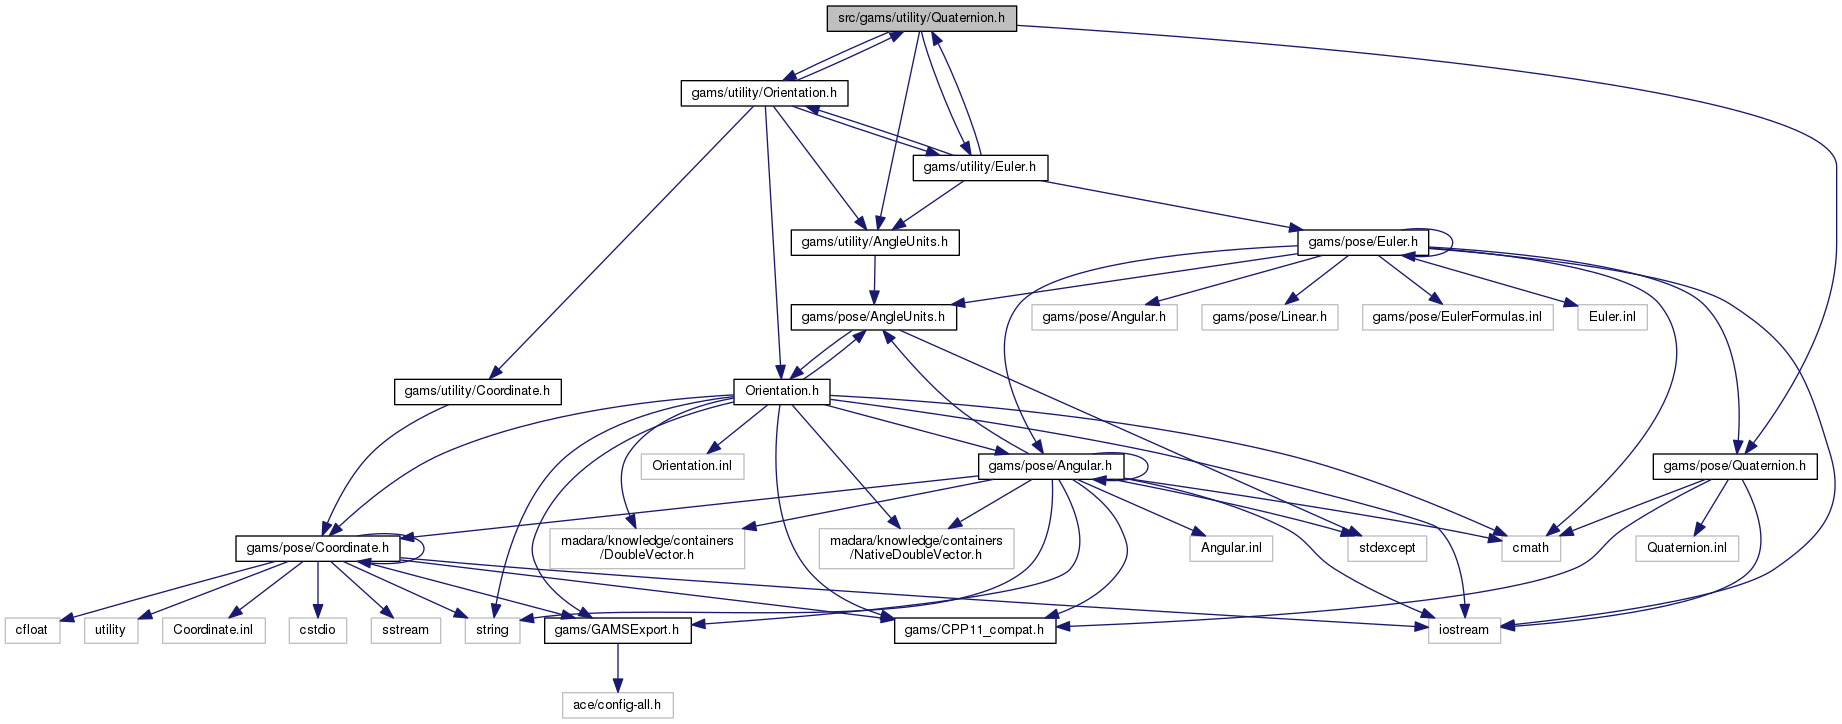 src/gams/utility/Quaternion.h
gams/utility/Orientation.h
gams/utility/Euler.h
gams/utility/AngleUnits.h
gams/pose/Euler.h
gams/pose/AngleUnits.h
gams/pose/Angular.h
gams/pose/Linear.h
gams/pose/EulerFormulas.inl
Euler.inl
gams/utility/Coordinate.h
Orientation.h
Orientation.inl
gams/pose/Angular.h
gams/pose/Quaternion.h
gams/pose/Coordinate.h
madara/knowledge/containers
/DoubleVector.h
madara/knowledge/containers
/NativeDoubleVector.h
Angular.inl
stdexcept
cmath
Quaternion.inl
cfloat
utility
Coordinate.inl
cstdio
sstream
string
gams/GAMSExport.h
gams/CPP11_compat.h
iostream
ace/config-all.h